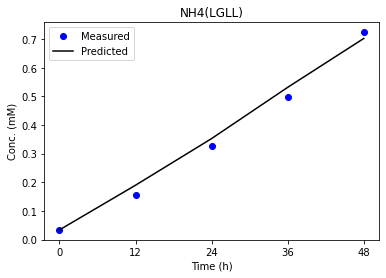 NH4(LGLL)
Measured
Predicted
0.7
0.6
0.5
0.4
0.3
0.2
0.1
0.0
Conc. (mM)
0 12 24 36 48
Time (h)